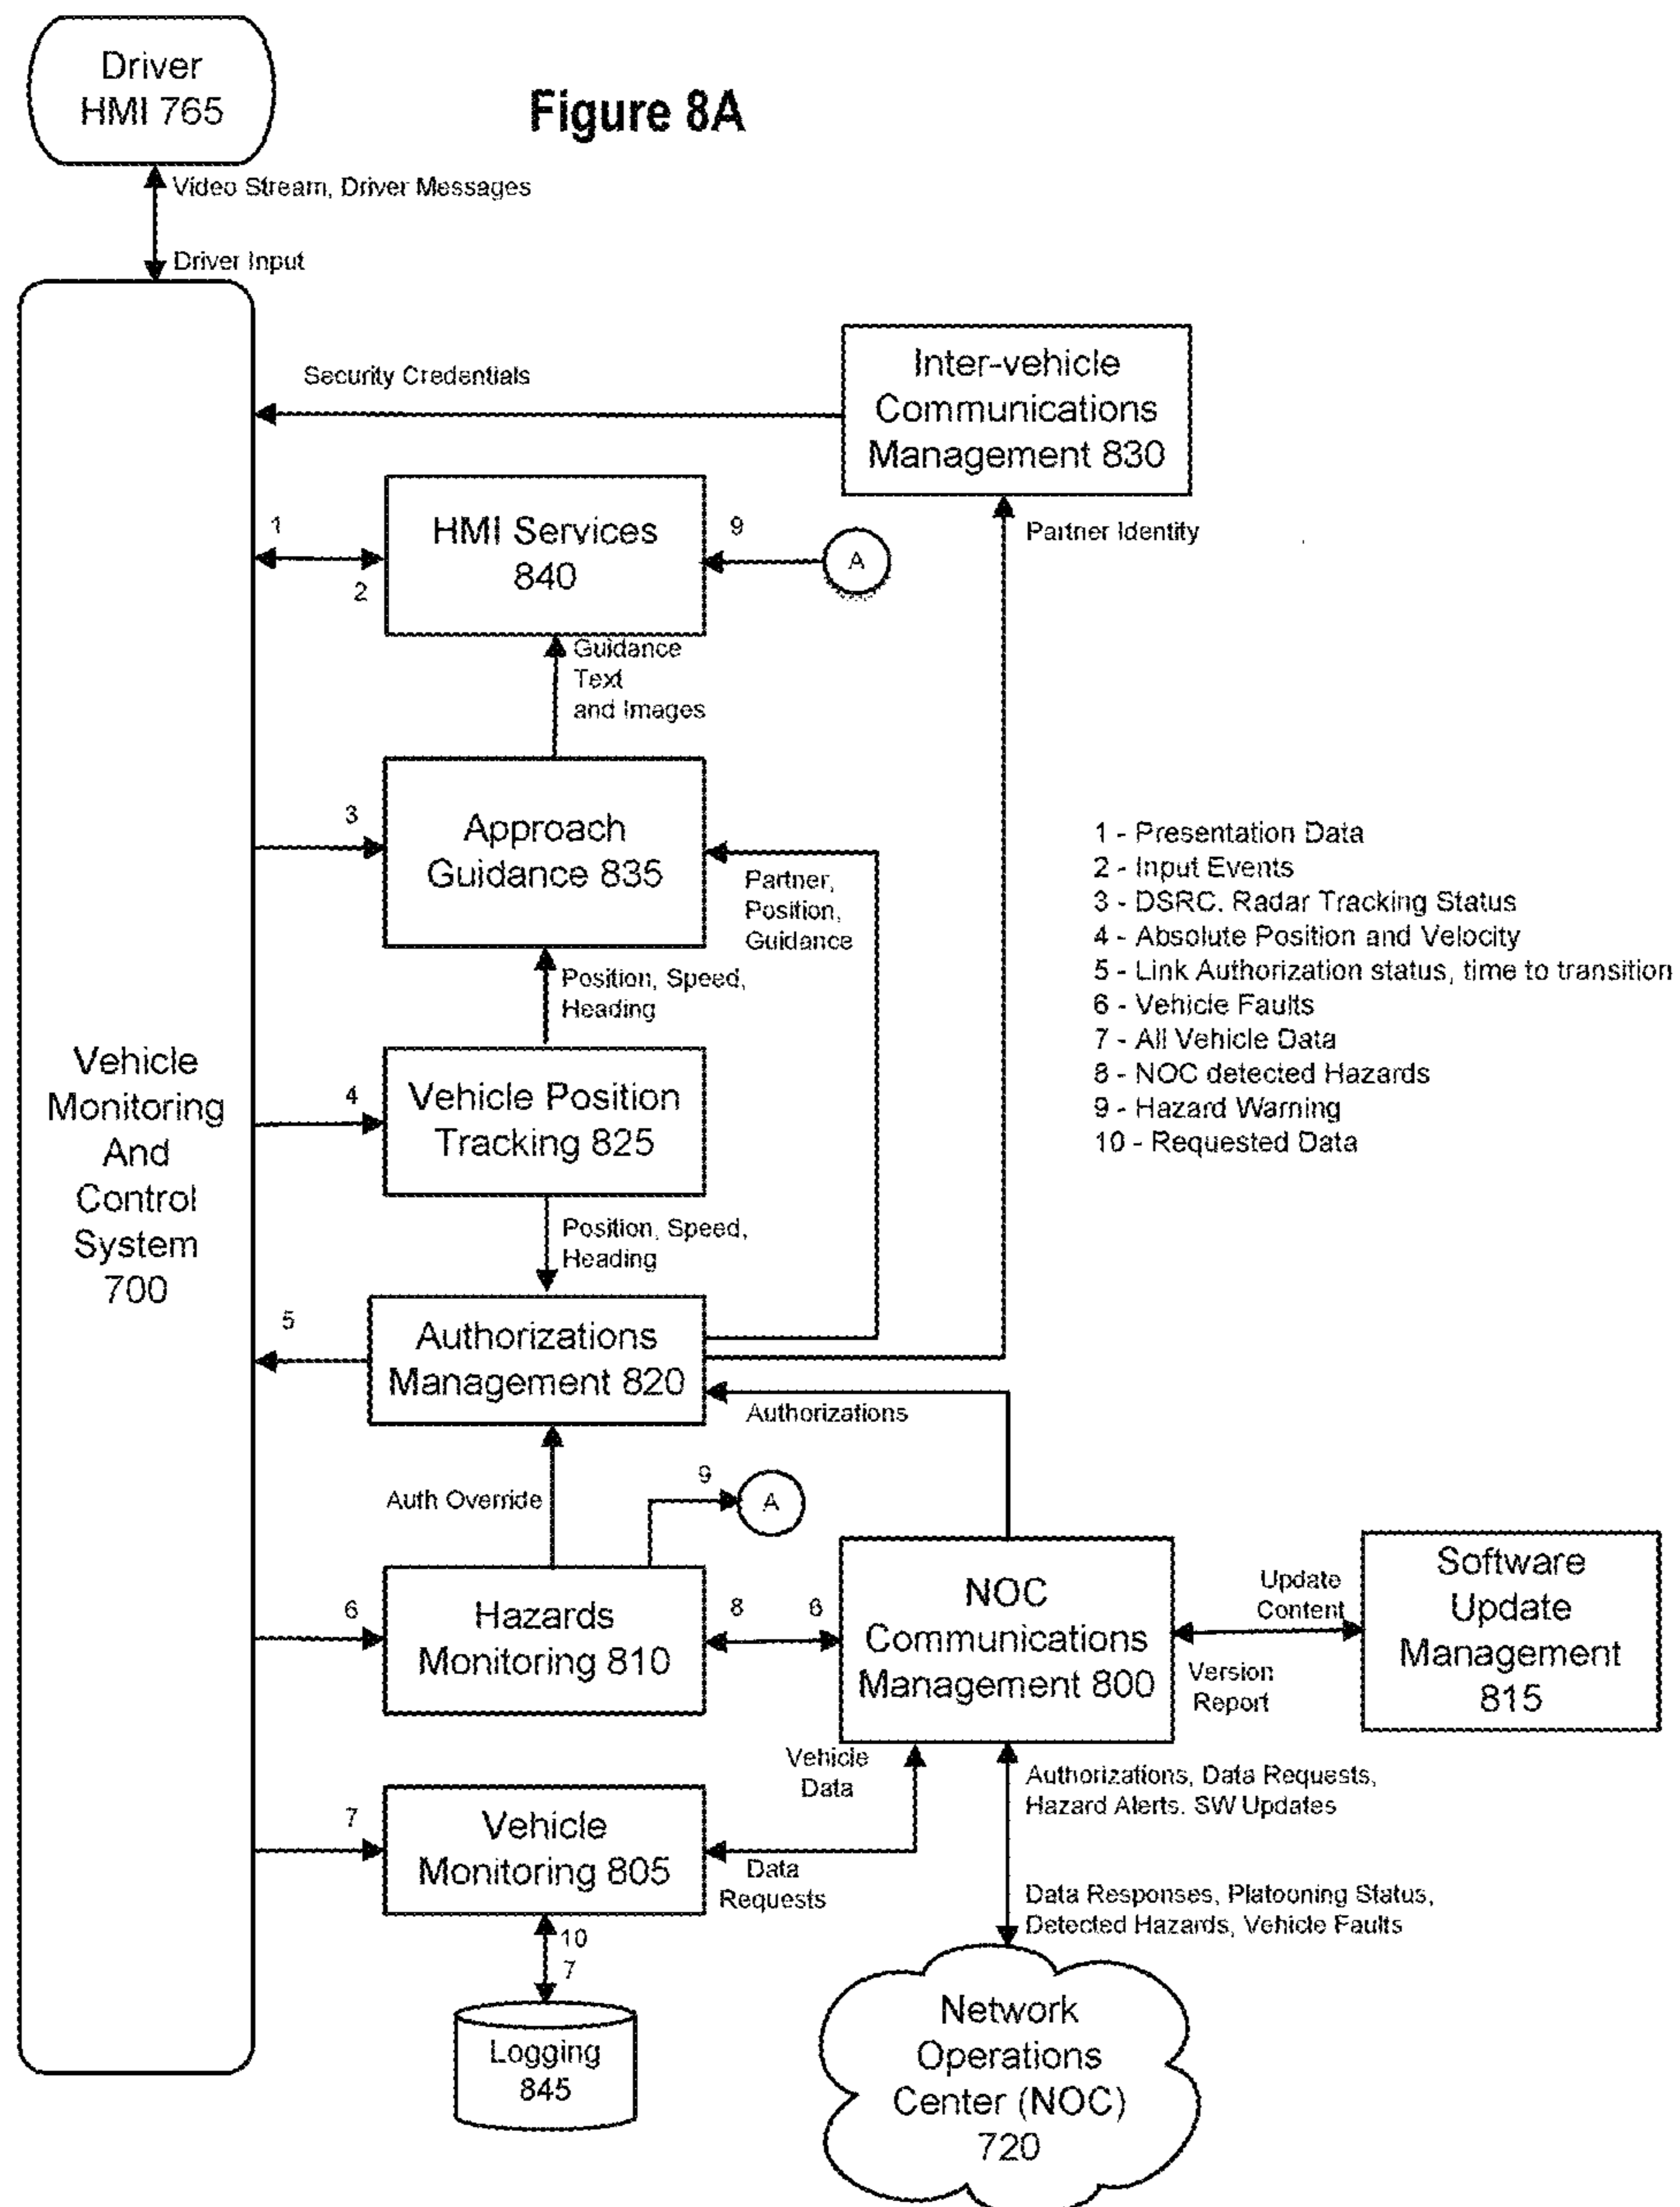 Driver
HMI 765
Figure 8A
Video Stream, Driver Messages
Driver Input
Security Credentials
Inter-vehicle
Communications
Management 830
Partner Identity
1
2
HMI Services
840
9
A
Guidance
Text
and Images
3
Approach
Guidance 835
Partner,
Position,
Guidance
Position, Speed,
Heading
Vehicle
Monitoring
And
Control
System
700
4
Vehicle Position
Tracking 825
Position, Speed,
Heading
1 - Presentation Data
2 - Input Events
3 - DSRC. Radar Tracking Status
4 - Absolute Position and Velocity
5 - Link Authorization status, time to transition
6 - Vehicle Faults
7 - All Vehicle Data
8 - NOC detected Hazards
9 - Hazard Warning
10 - Requested Data
5
Authorizations
Management 820
Authorizations
Auth Override
9
A
6
Hazards
Monitoring 810
8
6
NOC
Communications
Management 800
Update
Content
Version
Report
Software
Update
Management
815
7
Vehicle
Monitoring 805
Vehicle
Data
Data
Requests
Authorizations, Data Requests,
Hazard Alerts. SW Updates
Data Responses, Platooning Status,
Detected Hazards, Vehicle Faults
10
7
Logging
845
Network
Operations
Center (NOC)
720